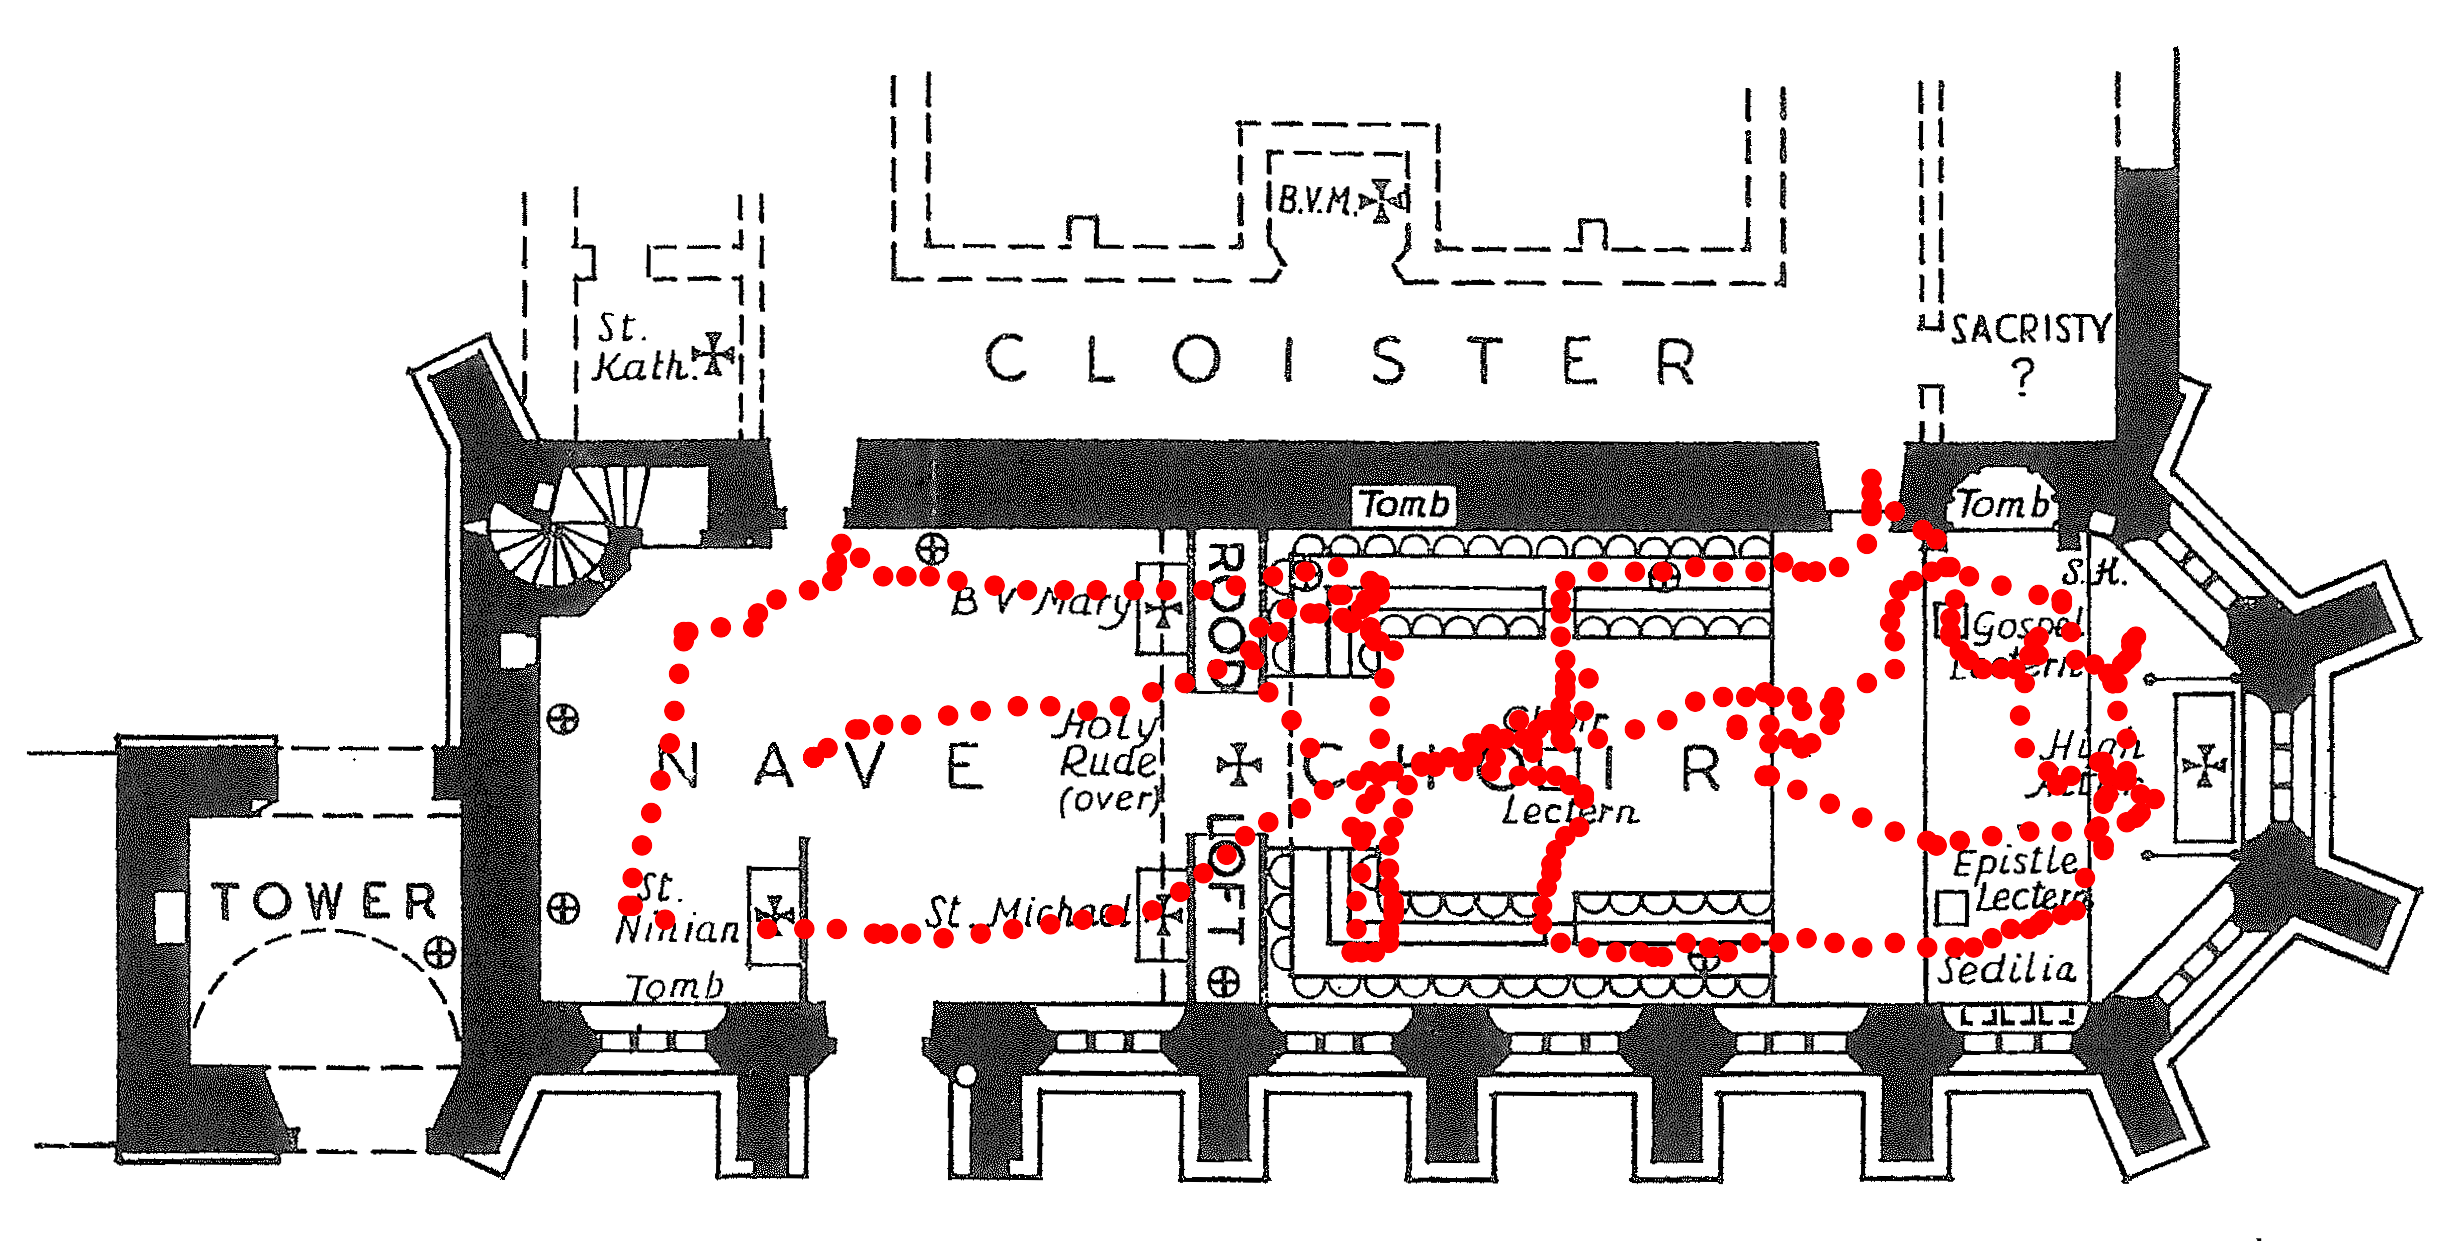 B.V.M.
St.
Kath.
CLOISTER
SACRISTY
?
Tomb
Tomb
S.H.
ROOD
B V Mary
Gospel
Lectern
Holy
Rude
(over)
NAVE
CHOIR
Choir
Lectern
High
Altar
LOFT
Epistle
Lectern
TOWER
St.
Ninian
St. Michael
Sedilia
Tomb